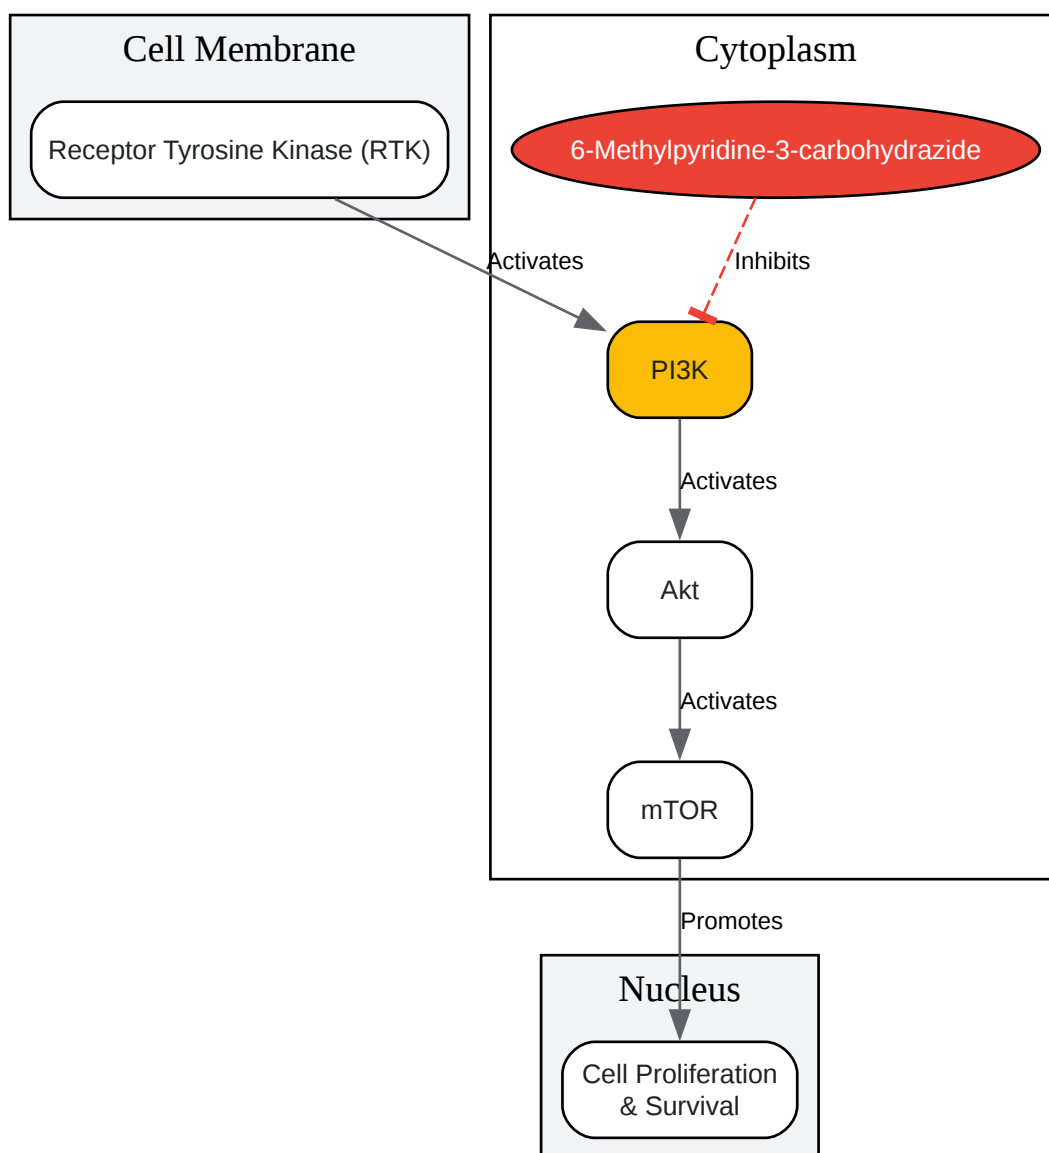 Cell Membrane
Cytoplasm
Receptor Tyrosine Kinase (RTK)
6-Methylpyridine-3-carbohydrazide
Activates
Inhibits
PI3K
Activates
Akt
Activates
mTOR
Promotes
Nucleus
Cell Proliferation
& Survival